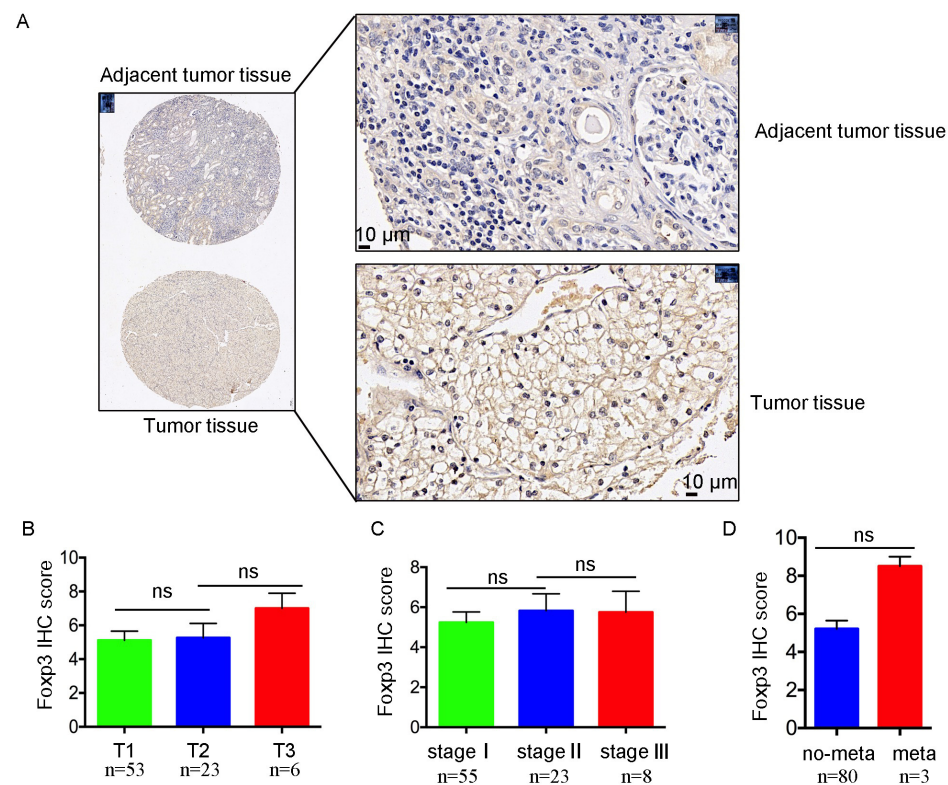 A
Adjacent tumor tissue
Tumor tissue
Adjacent tumor tissue
10 µm
Tumor tissue
10 µm
B
Foxp3 IHC score
10
8
6
4
2
0
ns
ns
T1
T2
T3
n=53
n=23
n=6
C
Foxp3 IHC score
8
6
4
2
0
ns
ns
stage I
stage II
stage III
n=55
n=23
n=8
D
Foxp3 IHC score
10
8
6
4
2
0
ns
no-meta
meta
n=80
n=3